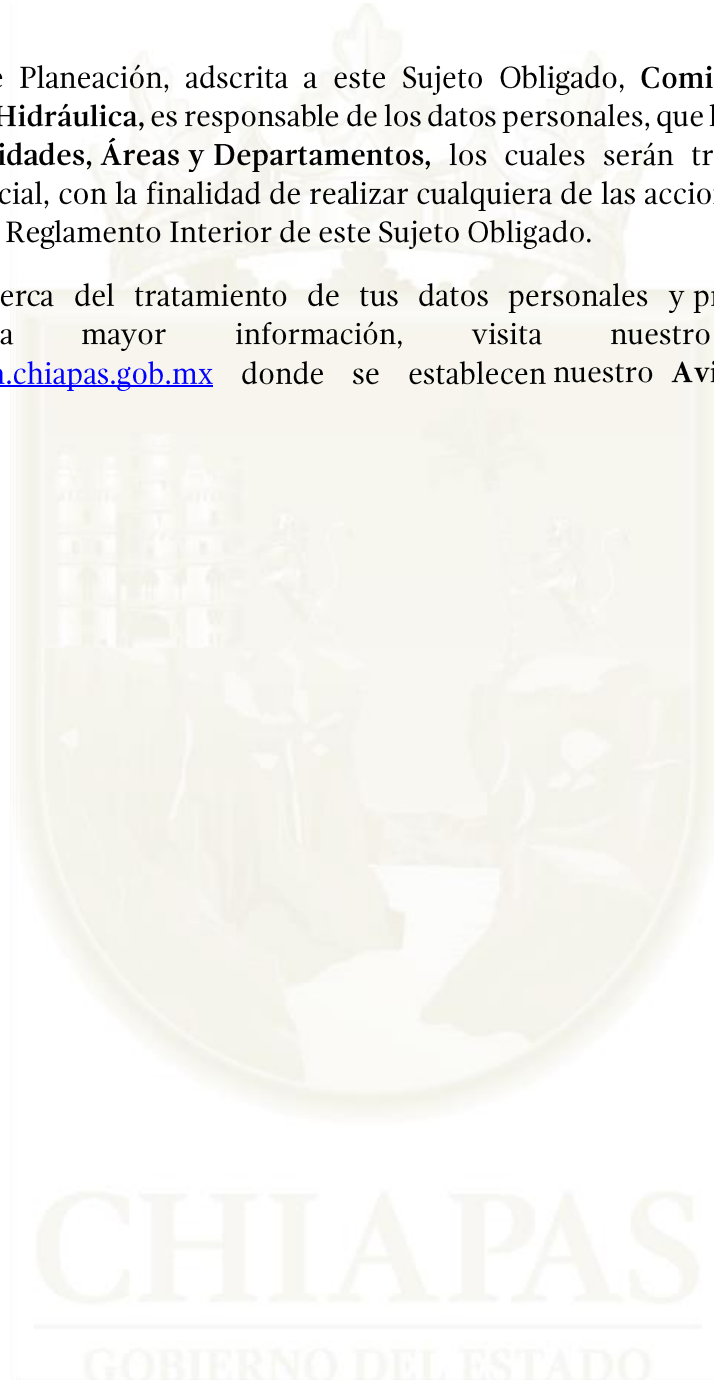 e Planeación, adscrita a este Sujeto Obligado, Comi
Hidráulica, es responsable de los datos personales, que
idades, Áreas y Departamentos, los cuales serán tr
cial, con la finalidad de realizar cualquiera de las accio
Reglamento Interior de este Sujeto Obligado.
erca del tratamiento de tus datos personales y pr
a mayor información, visita nuestro
n.chiapas.gob.mx donde se establecen nuestro Avi
CHIAPAS
GOBIERNO DEL ESTADO